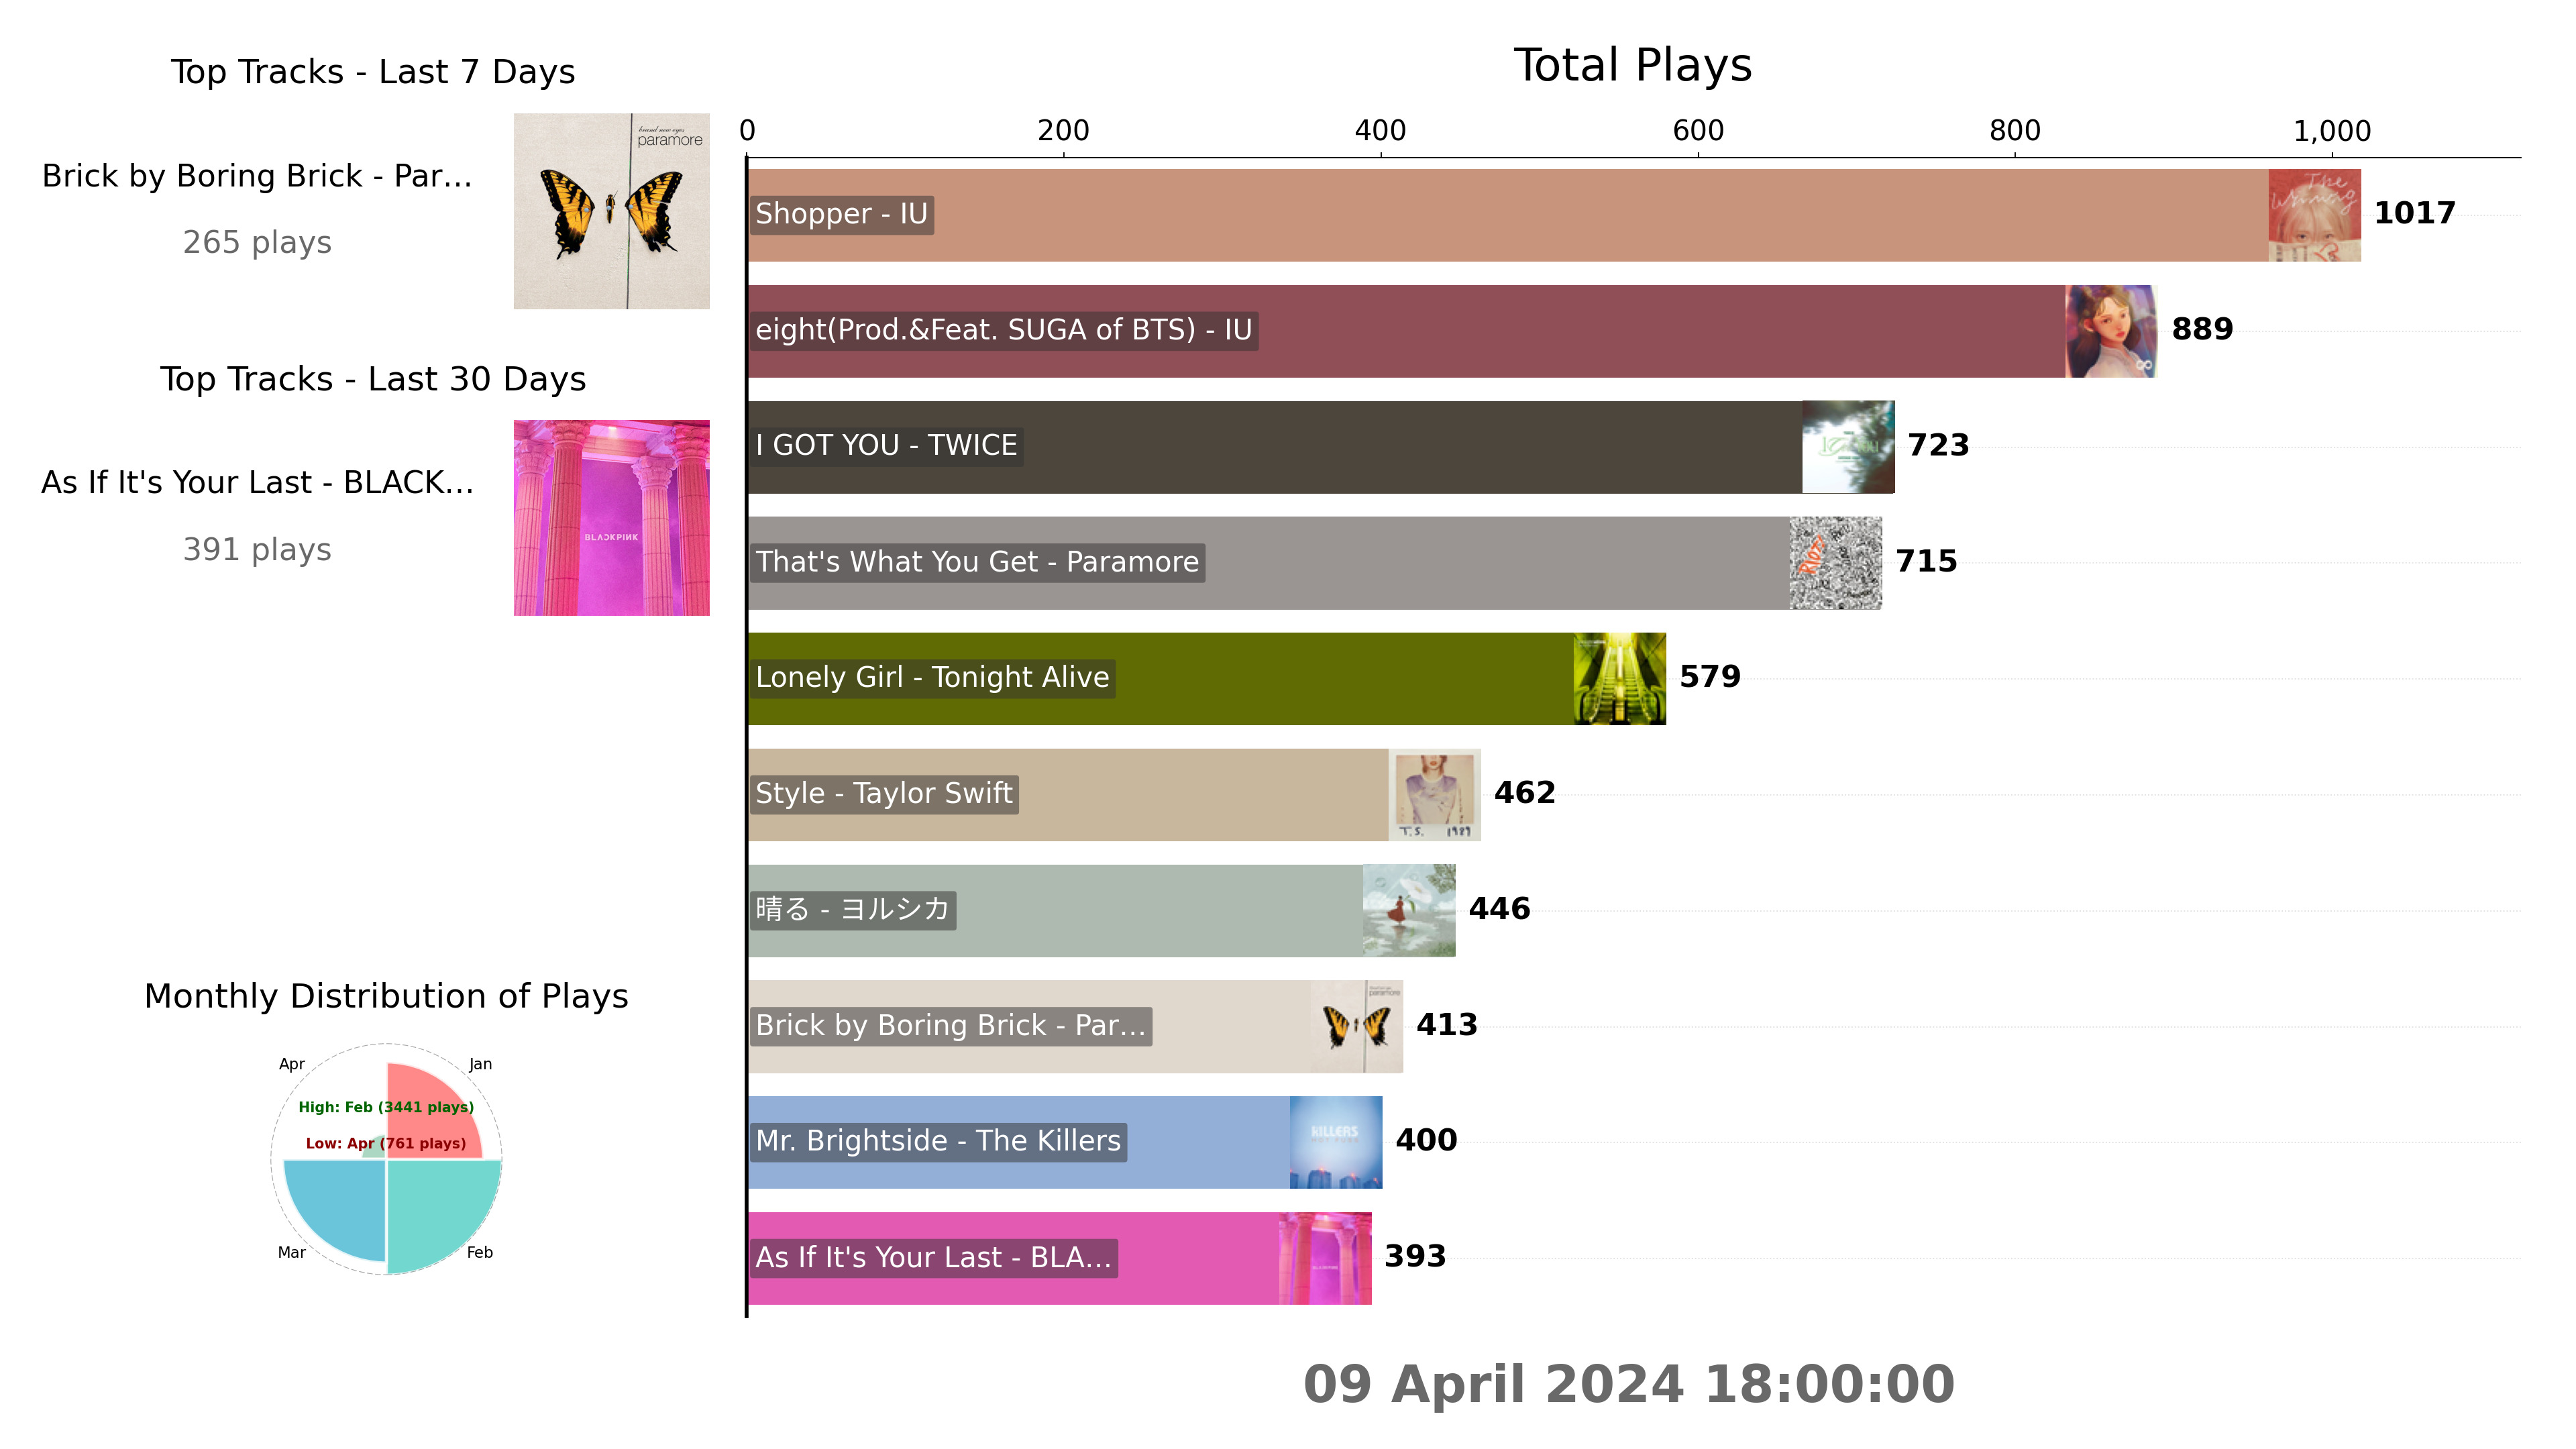 Top Tracks - Last 7 Days
brand new eyes
paramore
Brick by Boring Brick - Par...
265 plays
Top Tracks - Last 30 Days
As If It's Your Last - BLACK...
391 plays
BLACKPINK
Monthly Distribution of Plays
Apr
Jan
High: Feb (3441 plays)
Low: Apr (761 plays)
Mar
Feb
Total Plays
0 200 400 600 800 1,000
Shopper - IU
The Winning
1017
eight(Prod.&Feat. SUGA of BTS) - IU
889
I GOT YOU - TWICE
723
That's What You Get - Paramore
RIOT!
715
Lonely Girl - Tonight Alive
579
Style - Taylor Swift
T.S. 1989
462
晴る - ヨルシカ
446
Brick by Boring Brick - Par...
paramore
413
Mr. Brightside - The Killers
KILLERS
400
As If It's Your Last - BLA...
393
09 April 2024 18:00:00